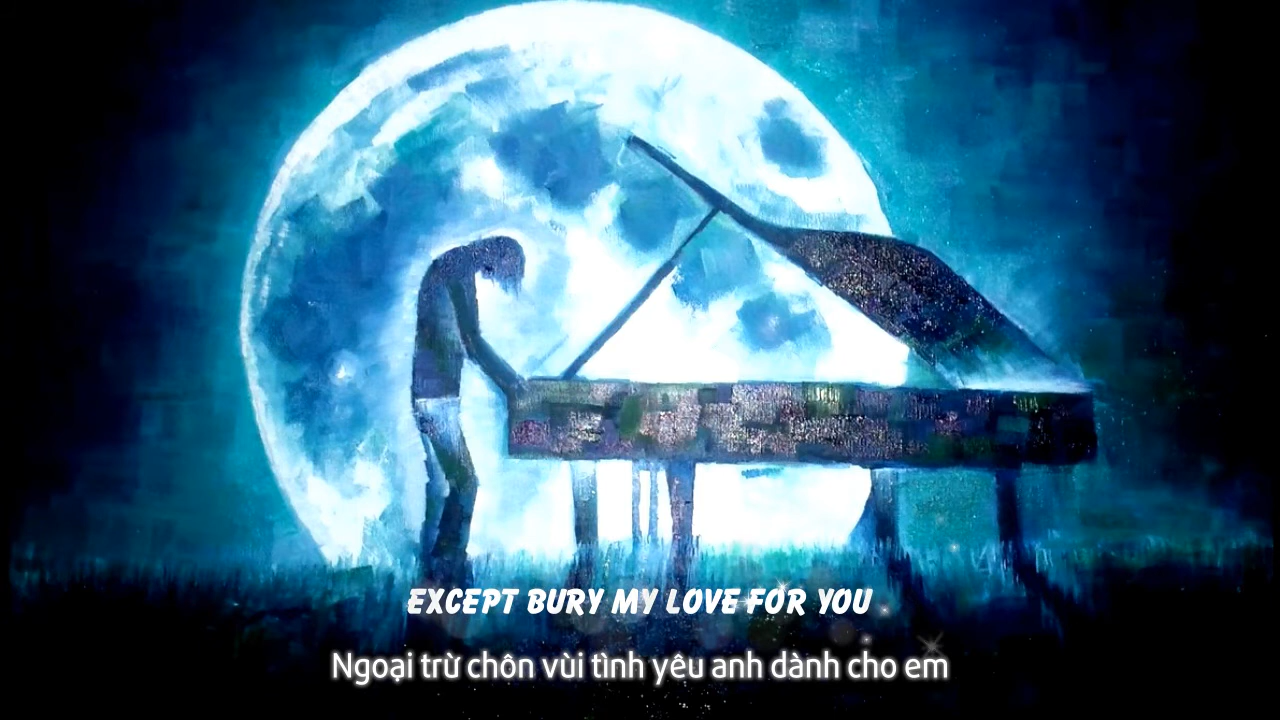 EXCEPT BURY MY LOVE FOR YOU
Ngoại trừ chôn vùi tình yêu anh dành cho em